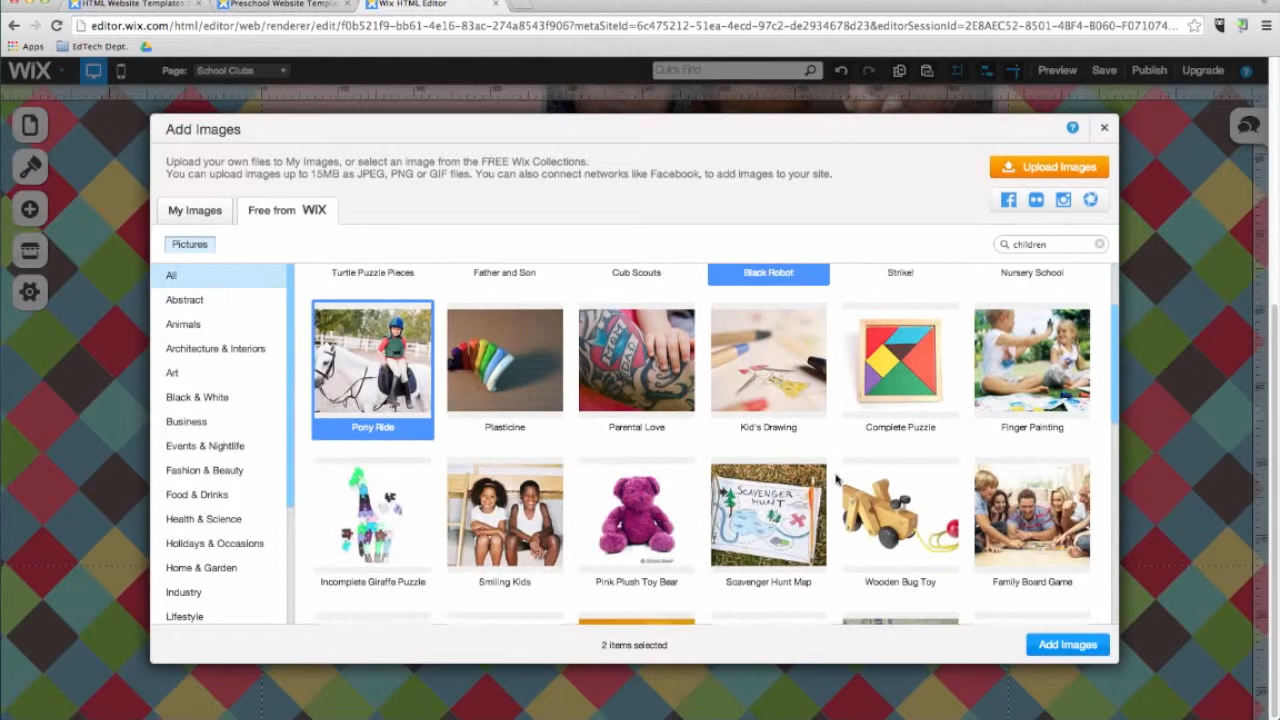 HTML Website Templates
Preschool Website Templ
Wix HTML Editor
editor.wix.com/html/editor/web/renderer/edit/f0b521f9-bb61-4e16-83ac-274a8543f906?metaSiteId=6c475212-51ea-4ecd-97c2-de2934678d23&editorSessionId=2E8AEC52-8501-4BF4-B060-F071074...
Apps
EdTech Dept.
WiX
Page:
School Clubs
Quick Find
Preview
Save
Publish
Upgrade
?
Add Images
?
Upload your own files to My Images, or select an image from the FREE Wix Collections.
You can upload images up to 15MB as JPEG, PNG or GIF files. You can also connect networks like Facebook, to add images to your site.
Upload Images
My Images
Free from WiX
Pictures
children
All
Abstract
Animals
Architecture & Interiors
Art
Black & White
Business
Events & Nightlife
Fashion & Beauty
Food & Drinks
Health & Science
Holidays & Occasions
Home & Garden
Industry
Lifestyle
Turtle Puzzle Pieces
Father and Son
Cub Scouts
Black Robot
Strike!
Nursery School
MOM
DAD
Pony Ride
Plasticine
Parental Love
Kid's Drawing
Complete Puzzle
Finger Painting
SCAVENGER
HUNT
Incomplete Giraffe Puzzle
Smiling Kids
Pink Plush Toy Bear
Scavenger Hunt Map
Wooden Bug Toy
Family Board Game
2 items selected
Add Images